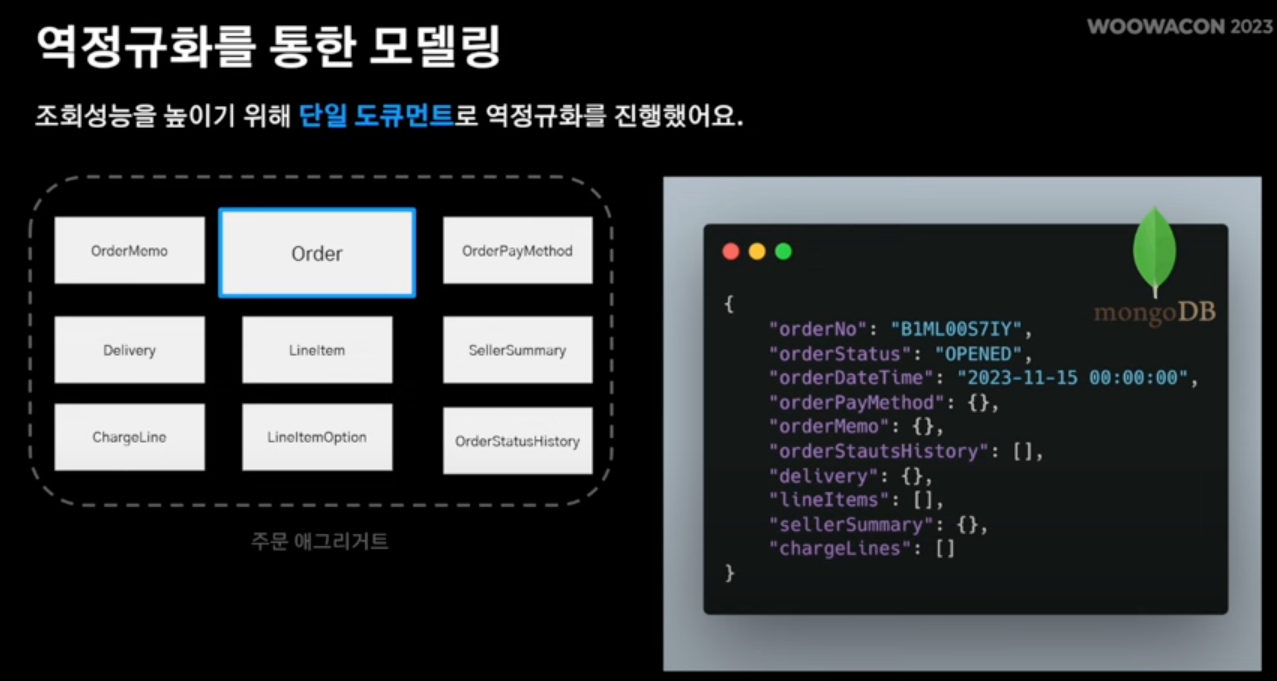 WOOWACON 2023
역정규화를 통한 모델링
조회성능을 높이기 위해 단일 도큐먼트로 역정규화를 진행했어요.
OrderMemo
Order
OrderPayMethod
Delivery
LineItem
SellerSummary
ChargeLine
LineItemOption
OrderStatusHistory
주문 애그리거트
mongoDB
{
"orderNo": "B1ML00S7IY",
"orderStatus": "OPENED",
"orderDateTime": "2023-11-15 00:00:00",
"orderPayMethod": {},
"orderMemo": {},
"orderStautsHistory": [],
"delivery": {},
"lineItems": [],
"sellerSummary": {},
"chargeLines": []
}